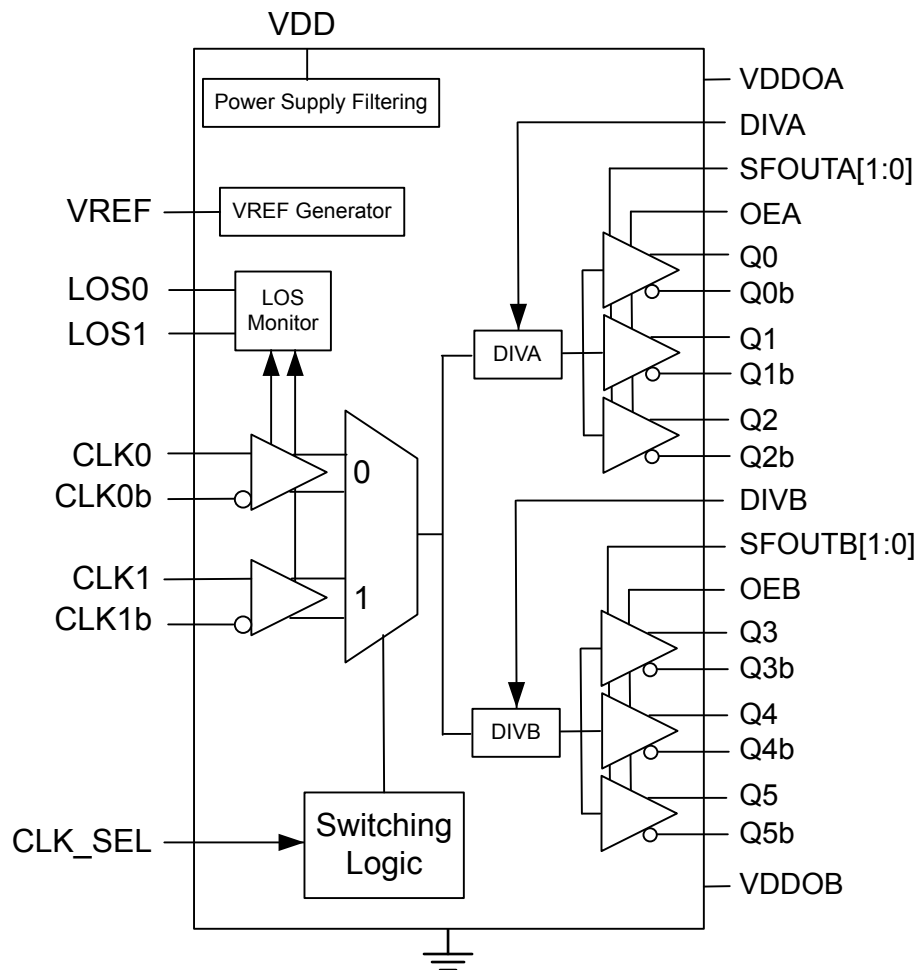 VDD
Power Supply Filtering
VREF
VREF Generator
LOS0
LOS1
LOS
Monitor
CLK0
CLK0b
CLK1
CLK1b
0
1
CLK_SEL
Switching
Logic
DIVA
DIVB
VDDOA
DIVA
SFOUTA[1:0]
OEA
Q0
Q0b
Q1
Q1b
Q2
Q2b
DIVB
SFOUTB[1:0]
OEB
Q3
Q3b
Q4
Q4b
Q5
Q5b
VDDOB